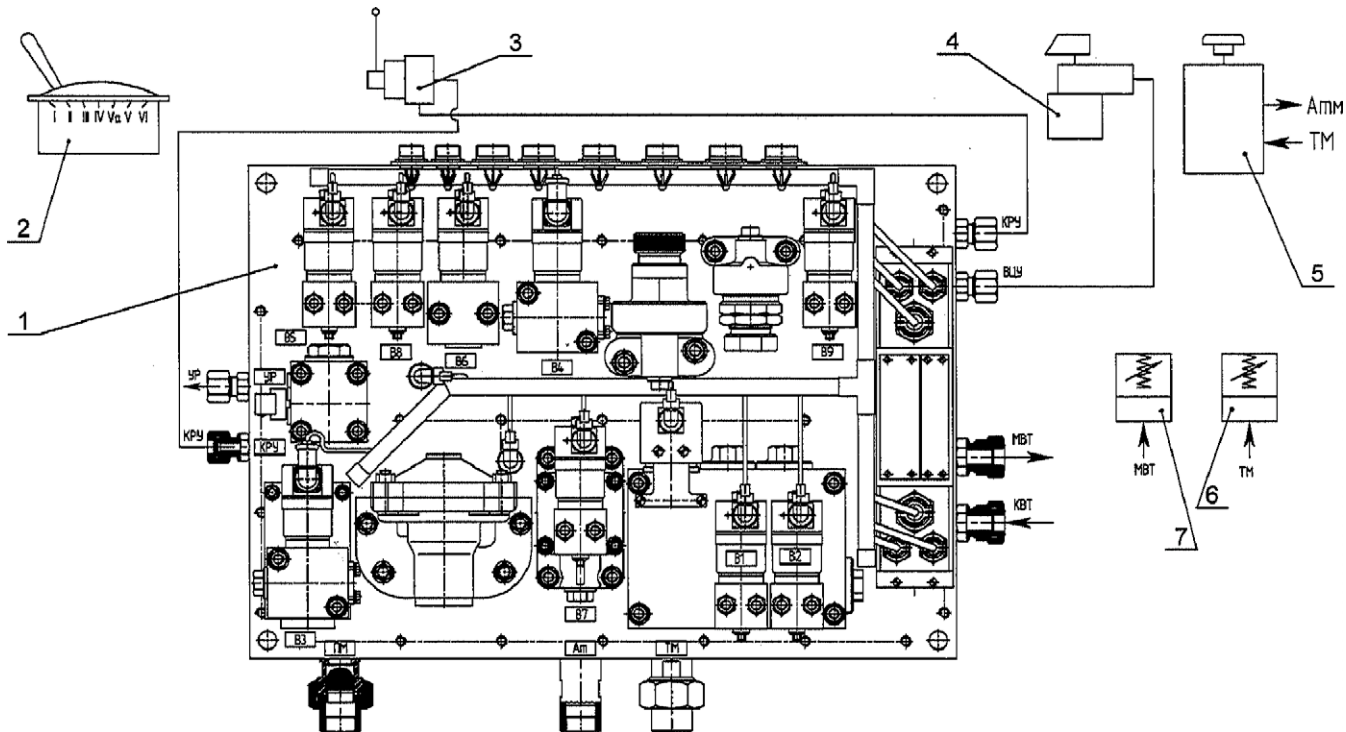 3
4
Атм
ТМ
I II III IV Va V VI
2
5
1
КРУ
ВЦУ
В5
В8
В6
В4
В9
УР
УР
КРУ
КРУ
МВТ
КВТ
МВТ
ТМ
6
7
В1
В2
В7
В3
ПМ
Ат
ТМ